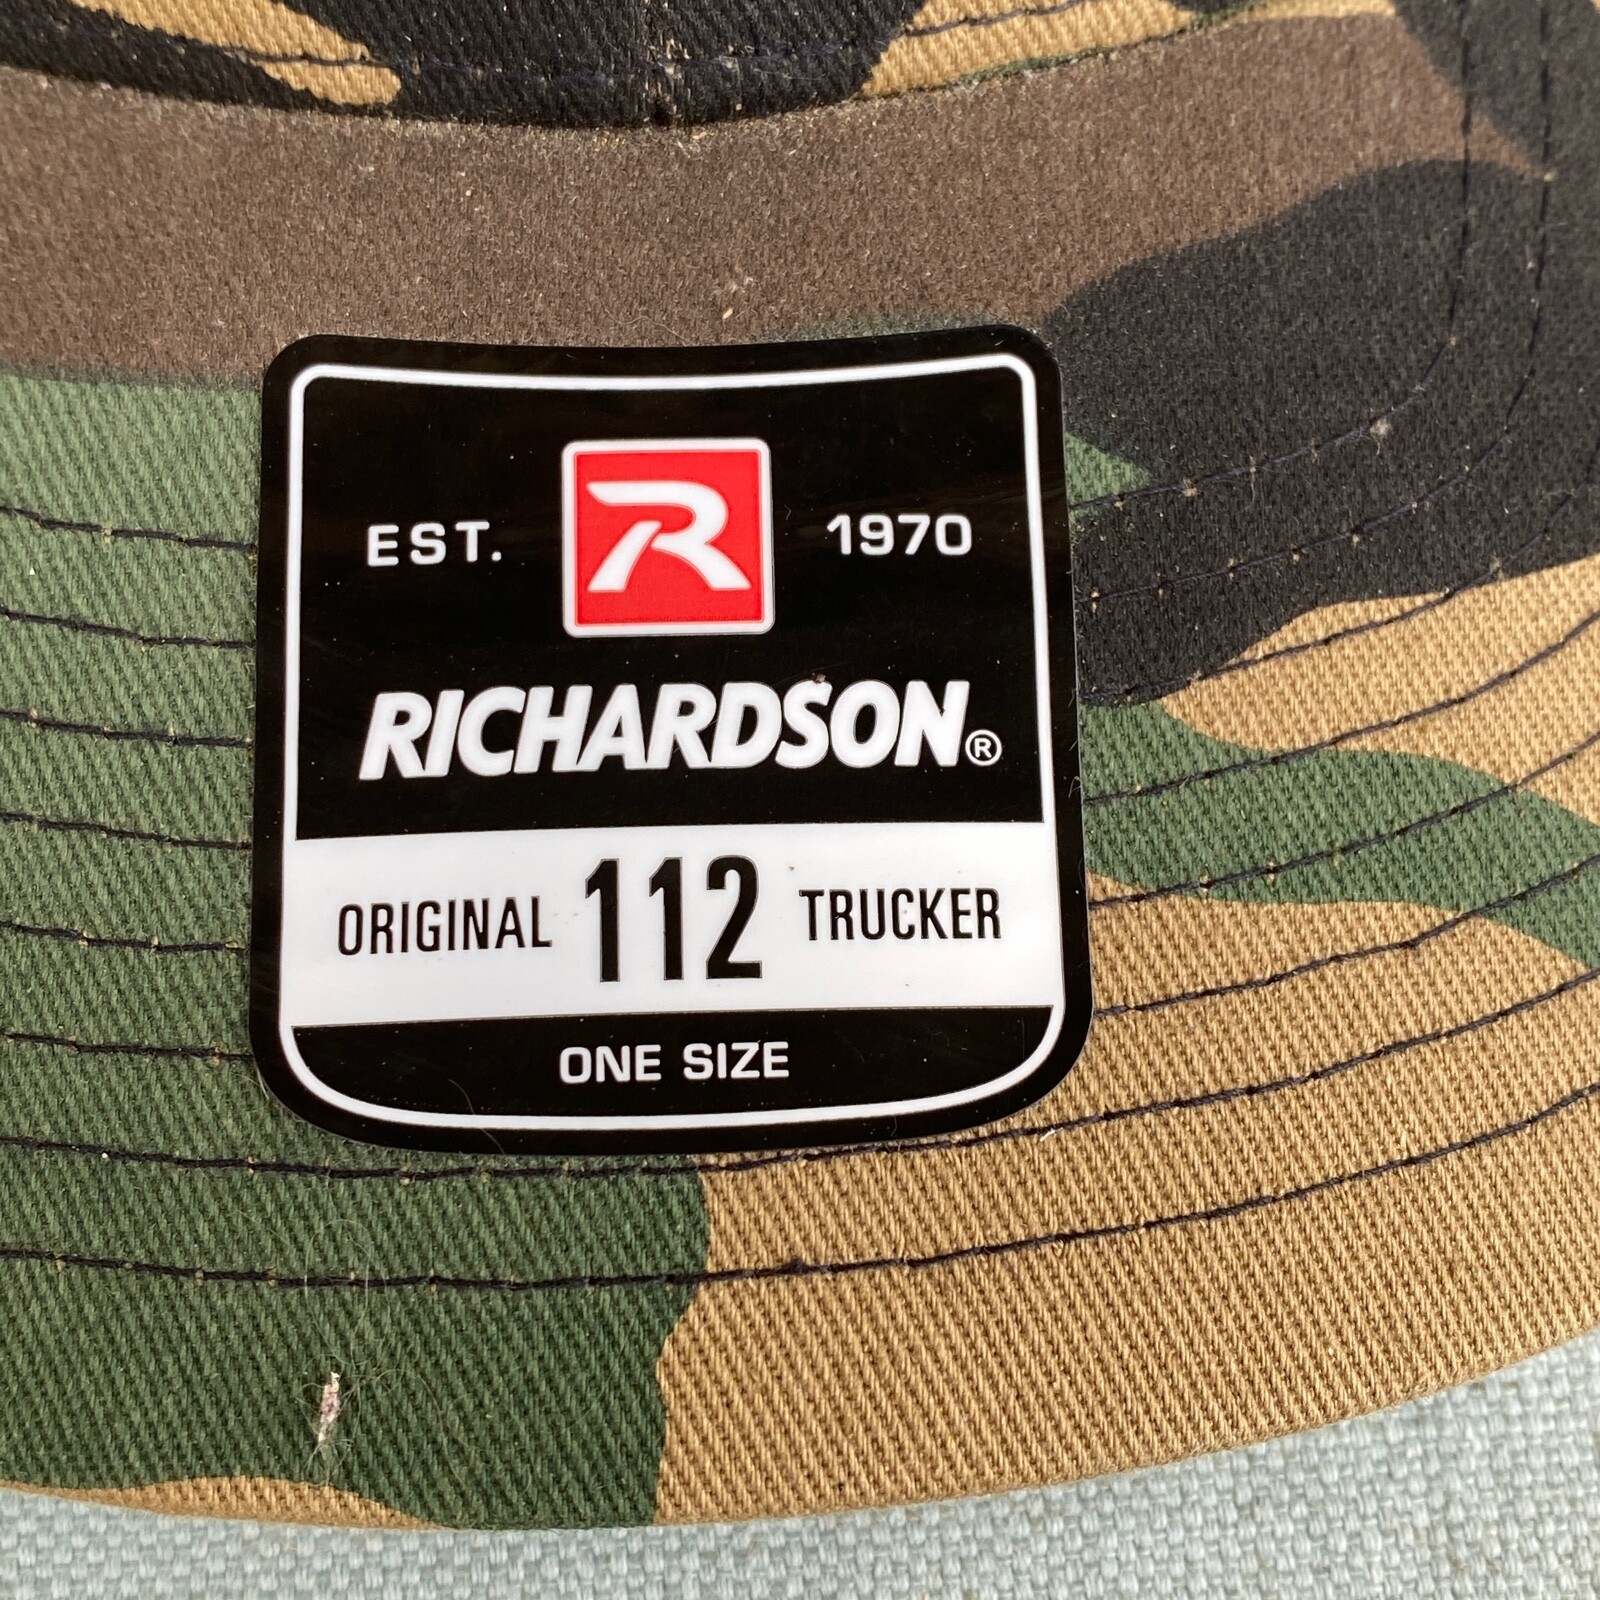 EST. R 1970
RICHARDSON®
ORIGINAL 112 TRUCKER
ONE SIZE